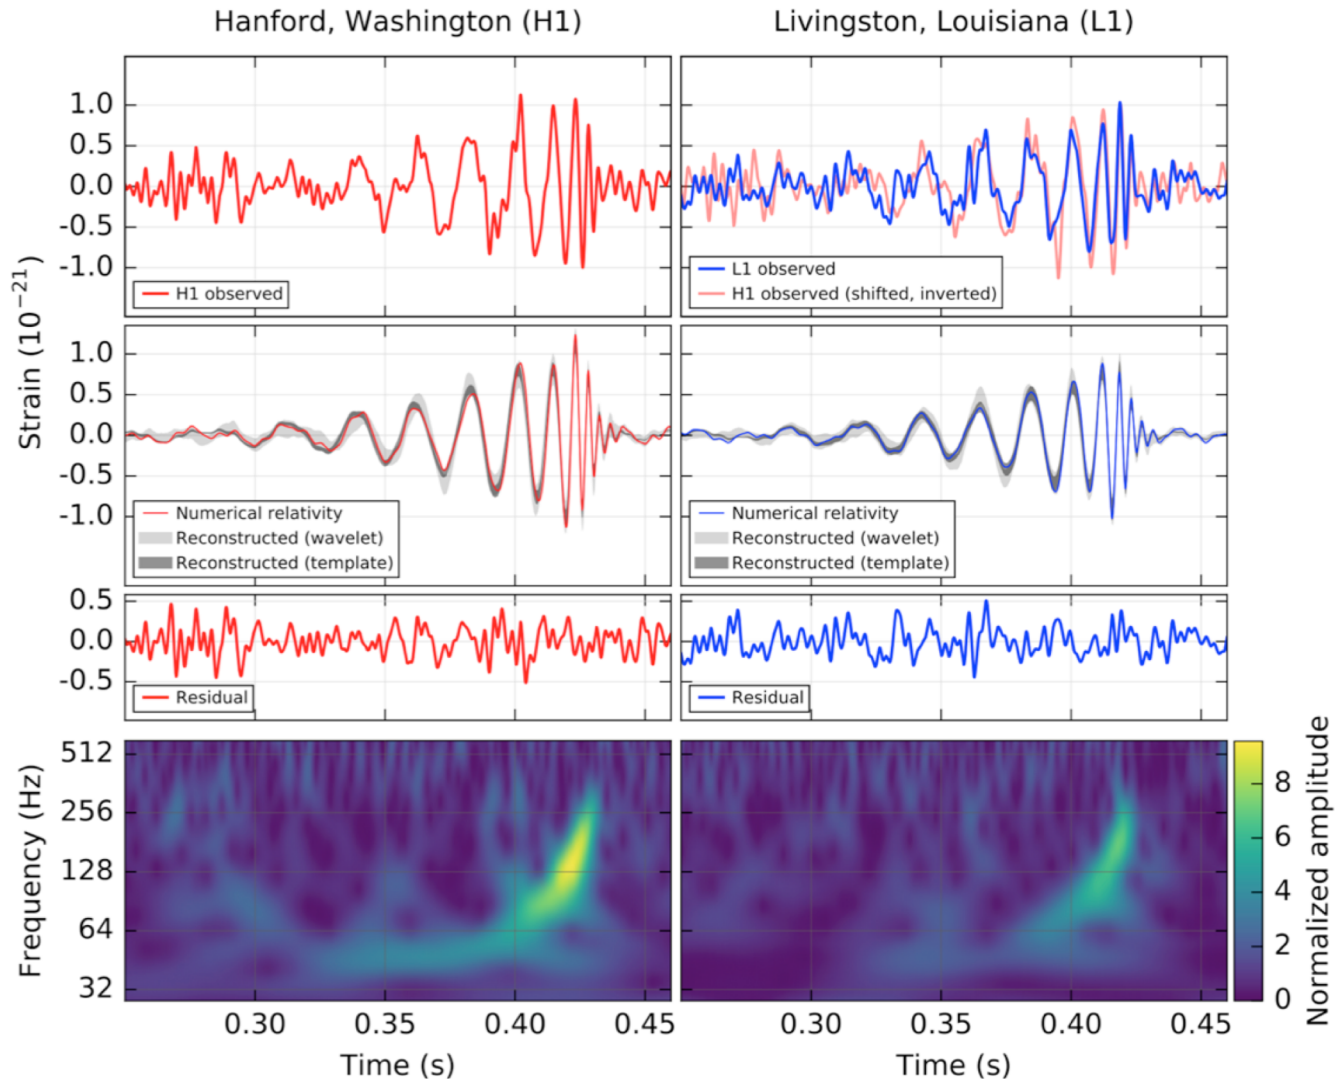 Hanford, Washington (H1)
Livingston, Louisiana (L1)
Strain (10⁻²¹)
1.0
0.5
0.0
-0.5
-1.0
H1 observed
L1 observed
H1 observed (shifted, inverted)
1.0
0.5
0.0
-0.5
-1.0
Numerical relativity
Reconstructed (wavelet)
Reconstructed (template)
Numerical relativity
Reconstructed (wavelet)
Reconstructed (template)
0.5
0.0
-0.5
Residual
Residual
Frequency (Hz)
512
256
128
64
32
0.30
0.35
0.40
0.45
0.30
0.35
0.40
0.45
Time (s)
Time (s)
8
6
4
2
0
Normalized amplitude